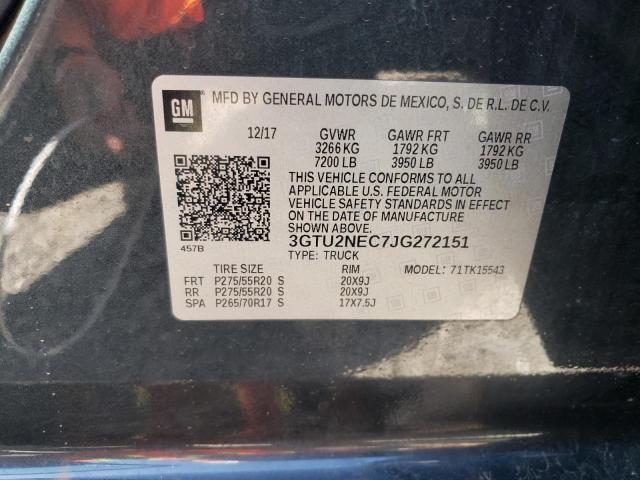 GM MFD BY GENERAL MOTORS DE MEXICO, S. DE R.L. DE C.V.
12/17 GVWR GAWR FRT GAWR RR
3266 KG 1792 KG 1792 KG
7200 LB 3950 LB 3950 LB
THIS VEHICLE CONFORMS TO ALL
APPLICABLE U.S. FEDERAL MOTOR
VEHICLE SAFETY STANDARDS IN EFFECT
ON THE DATE OF MANUFACTURE
SHOWN ABOVE.
457B 3GTU2NEC7JG272151
TYPE: TRUCK
TIRE SIZE RIM MODEL: 71TK15543
FRT P275/55R20 S 20X9J
RR P275/55R20 S 20X9J
SPA P265/70R17 S 17X7.5J